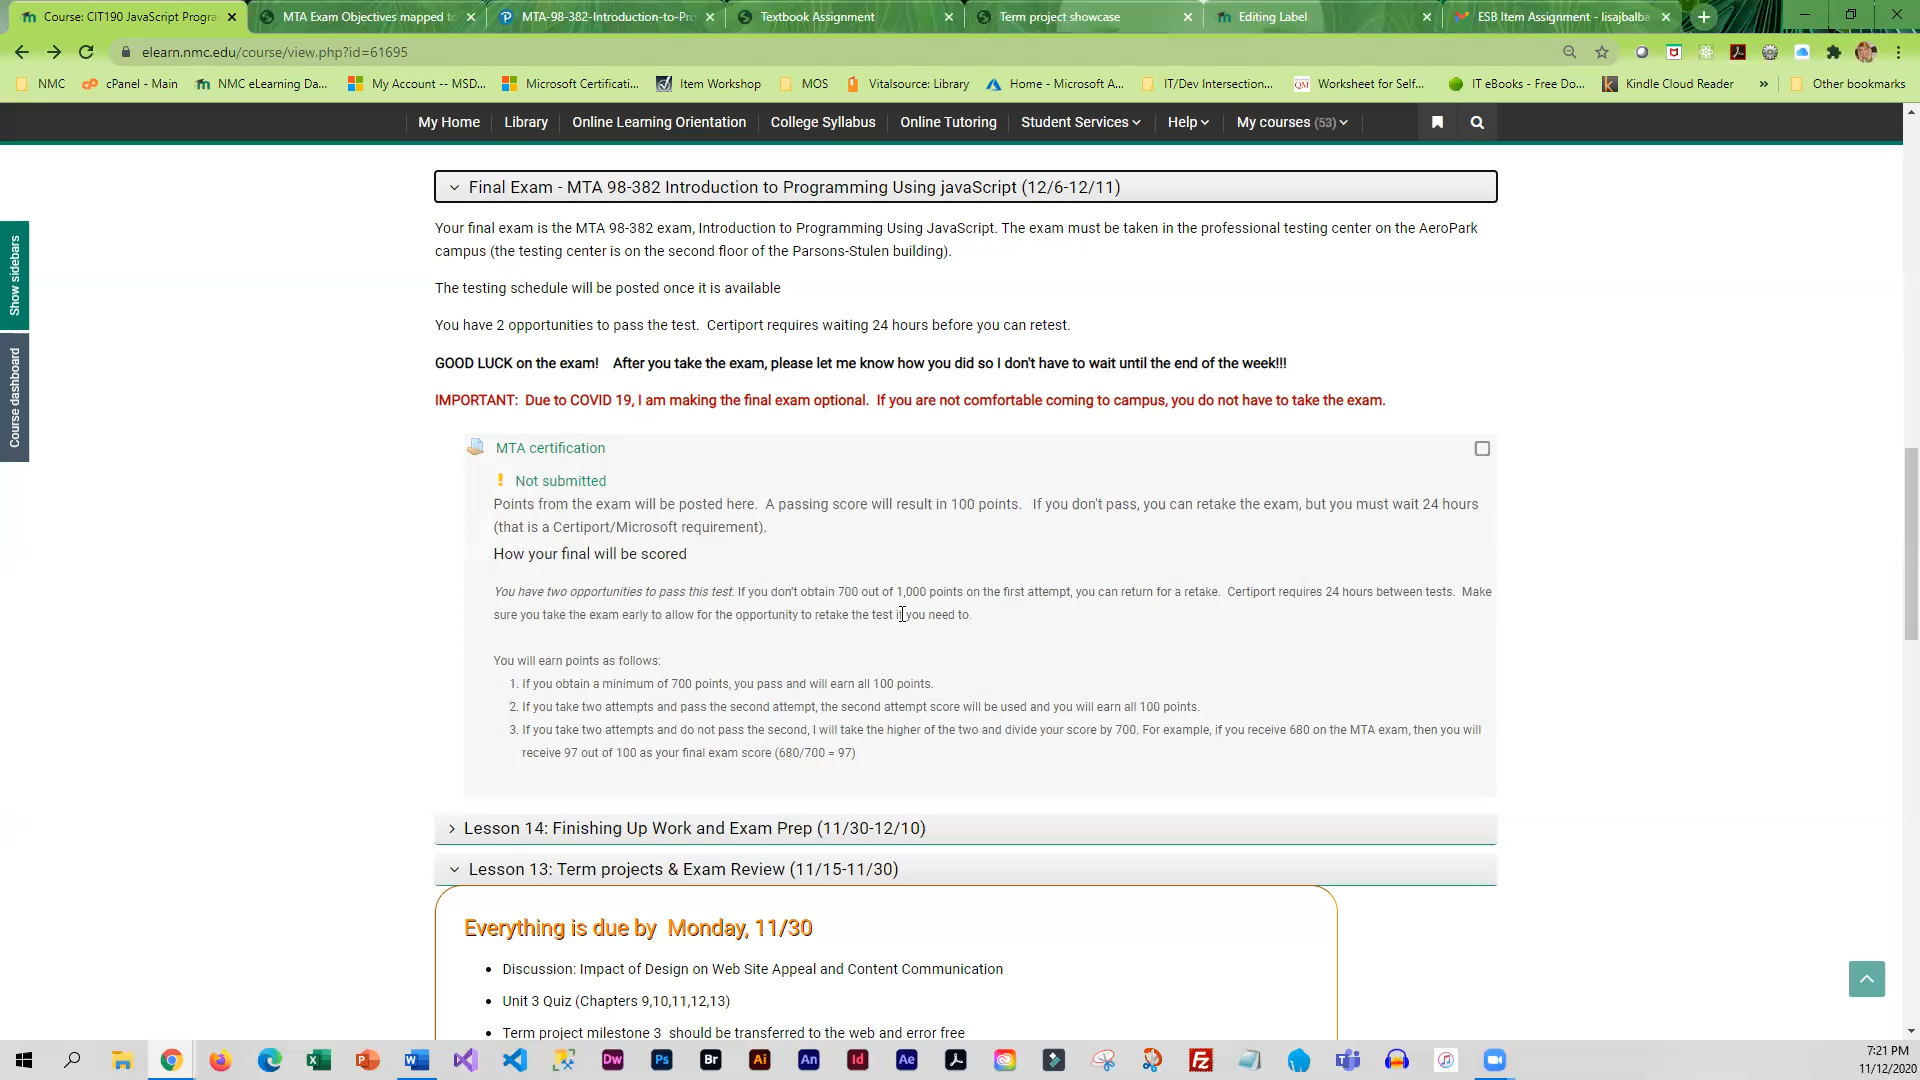 Course: CIT190 JavaScript Progra
MTA Exam Objectives mapped to
MTA-98-382-Introduction-to-Pro
Textbook Assignment
Term project showcase
Editing Label
ESB Item Assignment - lisajbalba
elearn.nmc.edu/course/view.php?id=61695
NMC
cPanel - Main
NMC eLearning Da...
My Account -- MSD...
Microsoft Certificati...
Item Workshop
MOS
Vitalsource: Library
Home - Microsoft A...
IT/Dev Intersection...
Worksheet for Self...
IT eBooks - Free Do...
Kindle Cloud Reader
»
Other bookmarks
My Home
Library
Online Learning Orientation
College Syllabus
Online Tutoring
Student Services
Help
My courses (53)
Show sidebars
Course dashboard
Final Exam - MTA 98-382 Introduction to Programming Using javaScript (12/6-12/11)
Your final exam is the MTA 98-382 exam, Introduction to Programming Using JavaScript. The exam must be taken in the professional testing center on the AeroPark
campus (the testing center is on the second floor of the Parsons-Stulen building).
The testing schedule will be posted once it is available
You have 2 opportunities to pass the test. Certiport requires waiting 24 hours before you can retest.
GOOD LUCK on the exam! After you take the exam, please let me know how you did so I don't have to wait until the end of the week!!!
IMPORTANT: Due to COVID 19, I am making the final exam optional. If you are not comfortable coming to campus, you do not have to take the exam.
MTA certification
! Not submitted
Points from the exam will be posted here. A passing score will result in 100 points. If you don't pass, you can retake the exam, but you must wait 24 hours
(that is a Certiport/Microsoft requirement).
How your final will be scored
You have two opportunities to pass this test. If you don't obtain 700 out of 1,000 points on the first attempt, you can return for a retake. Certiport requires 24 hours between tests. Make
sure you take the exam early to allow for the opportunity to retake the test if you need to.
You will earn points as follows:
1. If you obtain a minimum of 700 points, you pass and will earn all 100 points.
2. If you take two attempts and pass the second attempt, the second attempt score will be used and you will earn all 100 points.
3. If you take two attempts and do not pass the second, I will take the higher of the two and divide your score by 700. For example, if you receive 680 on the MTA exam, then you will
receive 97 out of 100 as your final exam score (680/700 = 97)
Lesson 14: Finishing Up Work and Exam Prep (11/30-12/10)
Lesson 13: Term projects & Exam Review (11/15-11/30)
Everything is due by Monday, 11/30
• Discussion: Impact of Design on Web Site Appeal and Content Communication
• Unit 3 Quiz (Chapters 9,10,11,12,13)
• Term project milestone 3 should be transferred to the web and error free
7:21 PM
11/12/2020